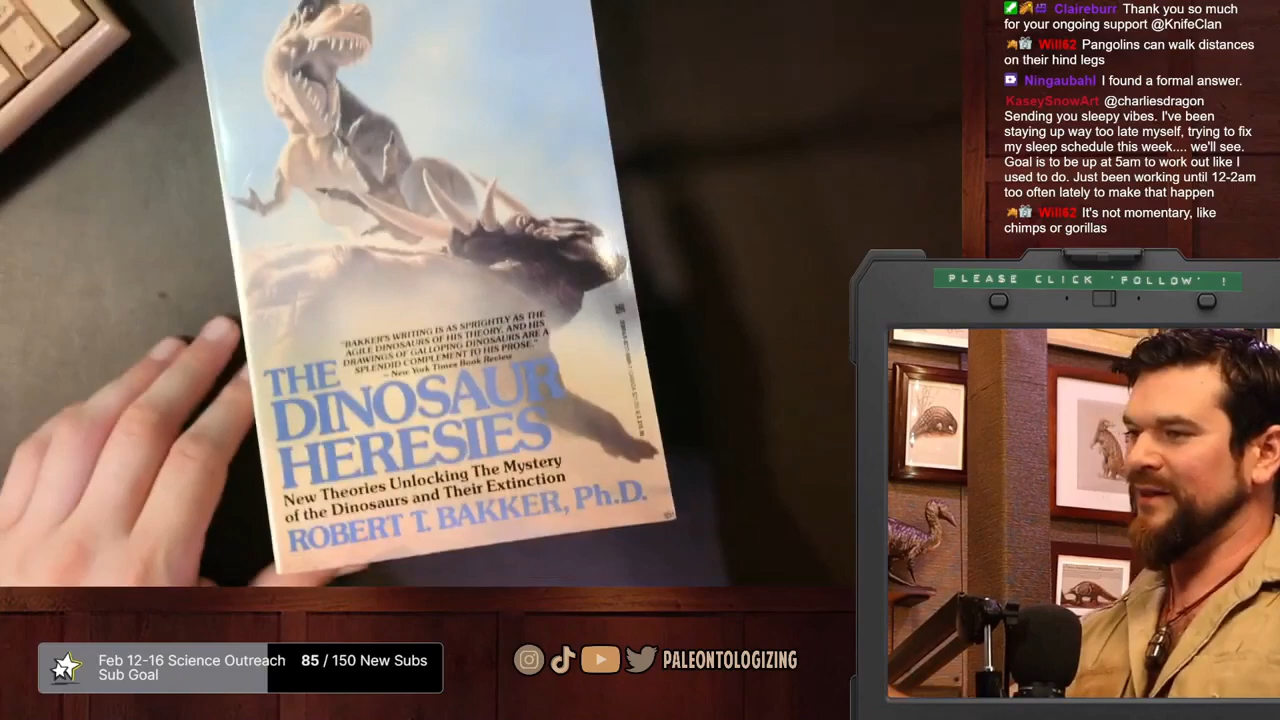 "BAKKER'S WRITING IS AS SPRIGHTLY AS THE
AGILE DINOSAURS OF HIS THEORY, AND HIS
DRAWINGS OF GALLOPING DINOSAURS ARE A
SPLENDID COMPLEMENT TO HIS PROSE."
— New York Times Book Review
THE
DINOSAUR
HERESIES
New Theories Unlocking The Mystery
of the Dinosaurs and Their Extinction
ROBERT T. BAKKER, Ph.D.
Claireburr Thank you so much
for your ongoing support @KnifeClan
Will62 Pangolins can walk distances
on their hind legs
Ningaubahl I found a formal answer.
KaseySnowArt @charliesdragon
Sending you sleepy vibes. I've been
staying up way too late myself, trying to fix
my sleep schedule this week.... we'll see.
Goal is to be up at 5am to work out like I
used to do. Just been working until 12-2am
too often lately to make that happen
Will62 It's not momentary, like
chimps or gorillas
PLEASE CLICK 'FOLLOW' !
Feb 12-16 Science Outreach 85 / 150 New Subs
Sub Goal
PALEONTOLOGIZING